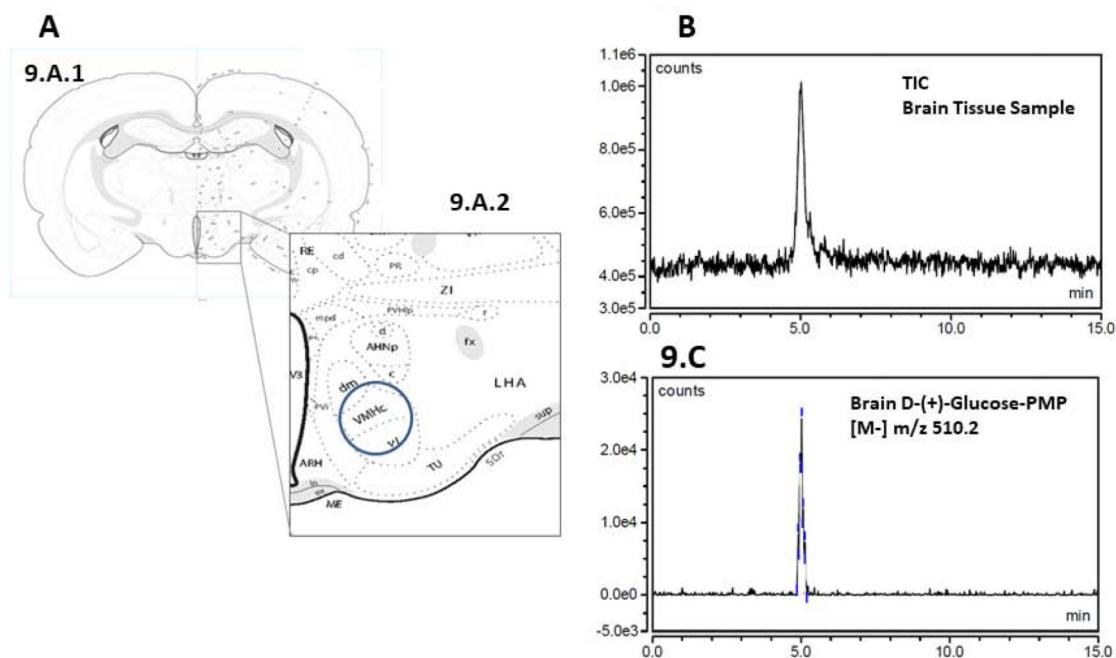 A
9.A.1
9.A.2
RE
cp
cd
PR
ZI
mpd
PVHlp
f
d
AHNp
fx
c
V3
dm
LHA
PVi
VMHc
vl
sup
TU
ARH
ME
B
1.1e6
counts
TIC
Brain Tissue Sample
1.0e6
8.0e5
6.0e5
4.0e5
3.0e5
min
0.0
5.0
10.0
15.0
9.C
3.0e4
counts
Brain D-(+)-Glucose-PMP
[M-] m/z 510.2
2.0e4
1.0e4
0.0e0
-5.0e3
min
0.0
5.0
10.0
15.0